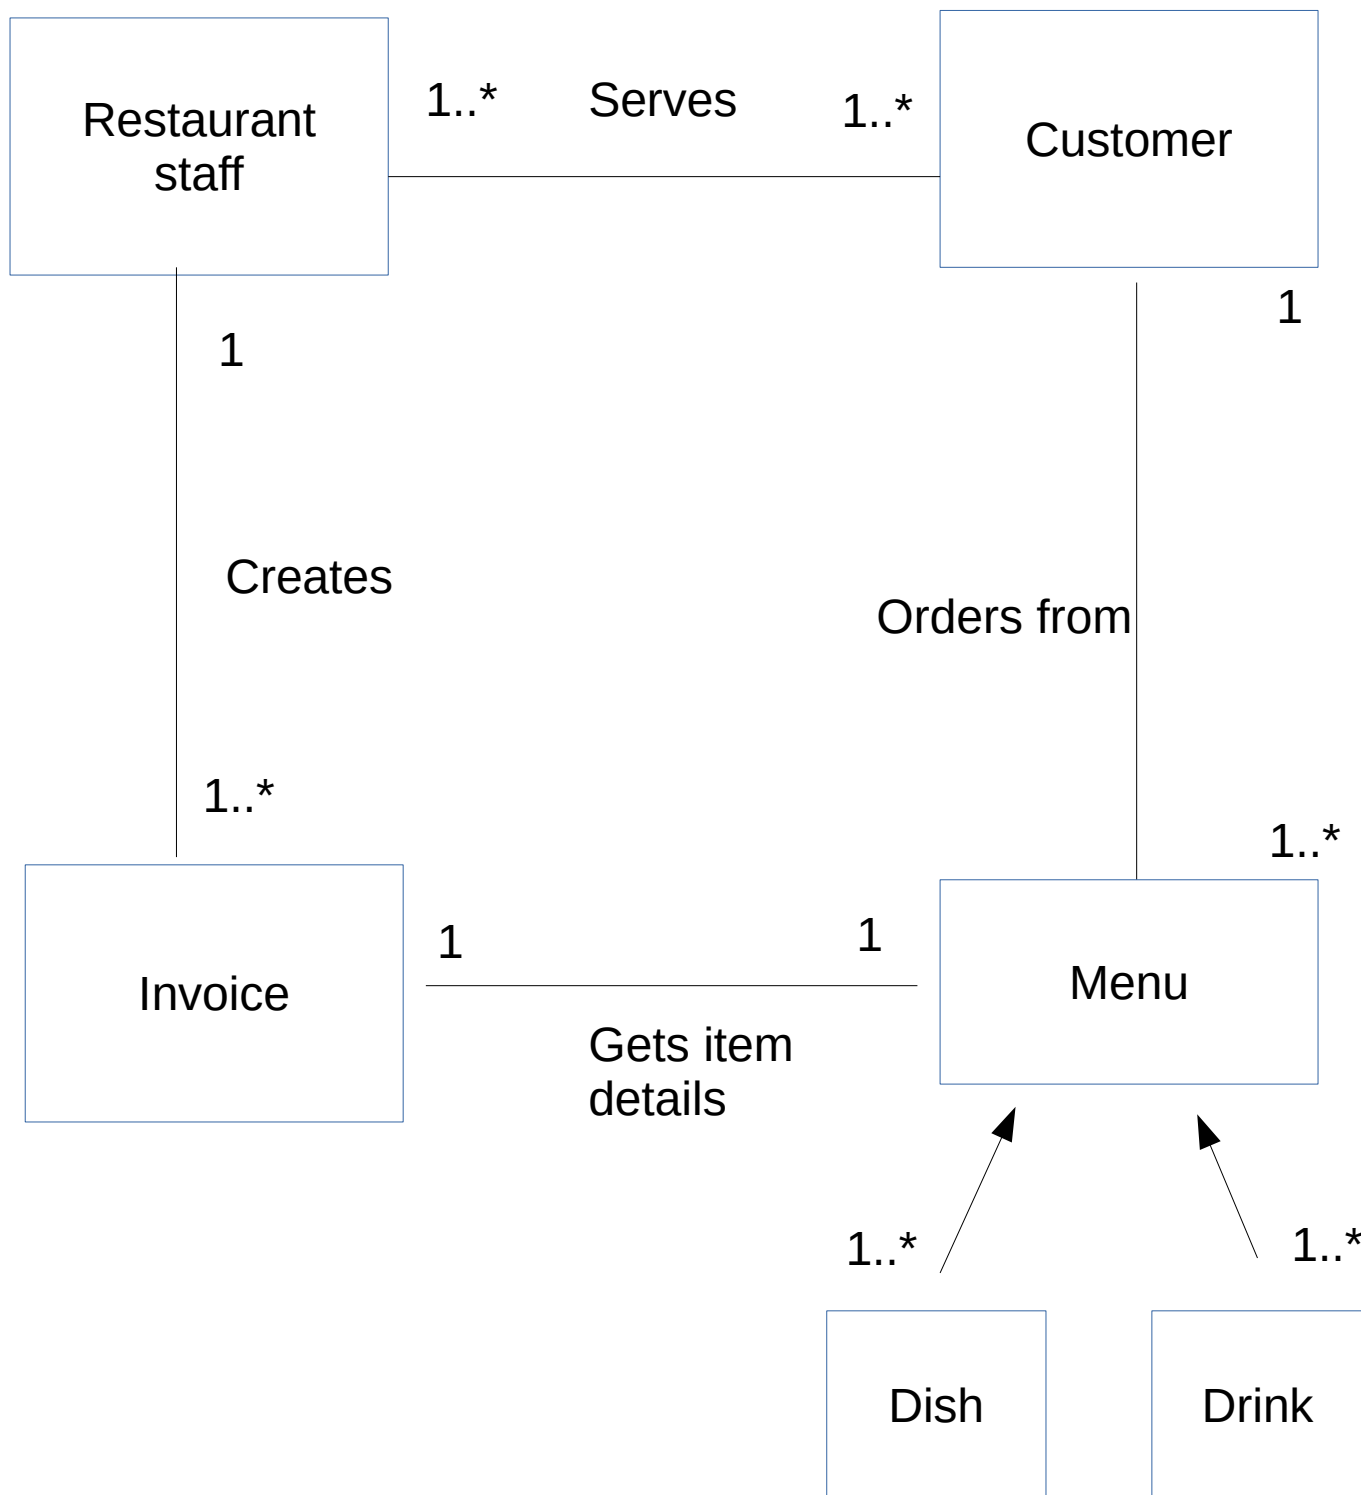 Restaurant
staff
1..*
Serves
1..*
Customer
1
1
Creates
Orders from
1..*
1..*
Invoice
1
1
Menu
Gets item
details
1..*
1..*
Dish
Drink